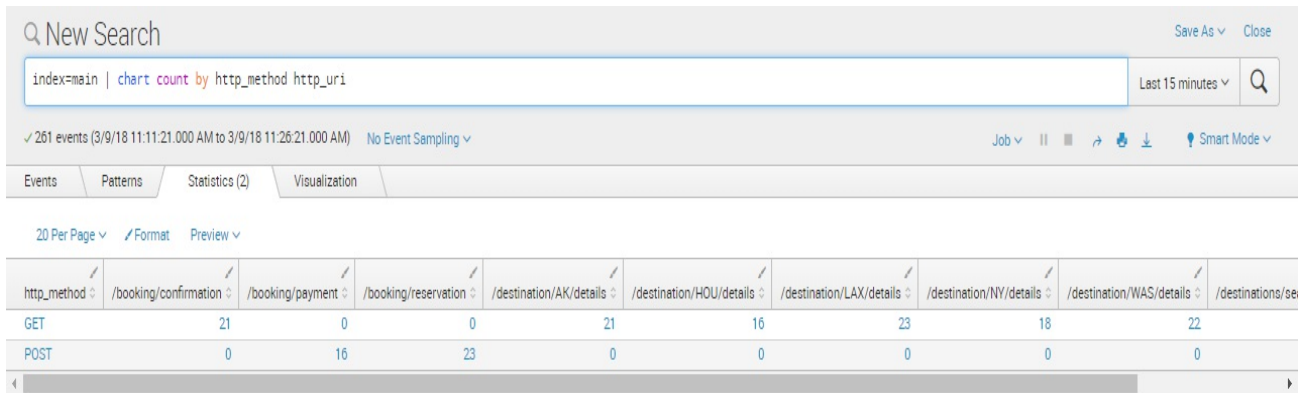 New Search
Save As Close
index=main | chart count by http_method http_uri
Last 15 minutes
✓ 261 events (3/9/18 11:11:21.000 AM to 3/9/18 11:26:21.000 AM) No Event Sampling
Job Smart Mode
Events Patterns Statistics (2) Visualization
20 Per Page Format Preview
http_method /booking/confirmation /booking/payment /booking/reservation /destination/AK/details /destination/HOU/details /destination/LAX/details /destination/NY/details /destination/WAS/details /destinations/sea
GET 21 0 0 21 16 23 18 22
POST 0 16 23 0 0 0 0 0